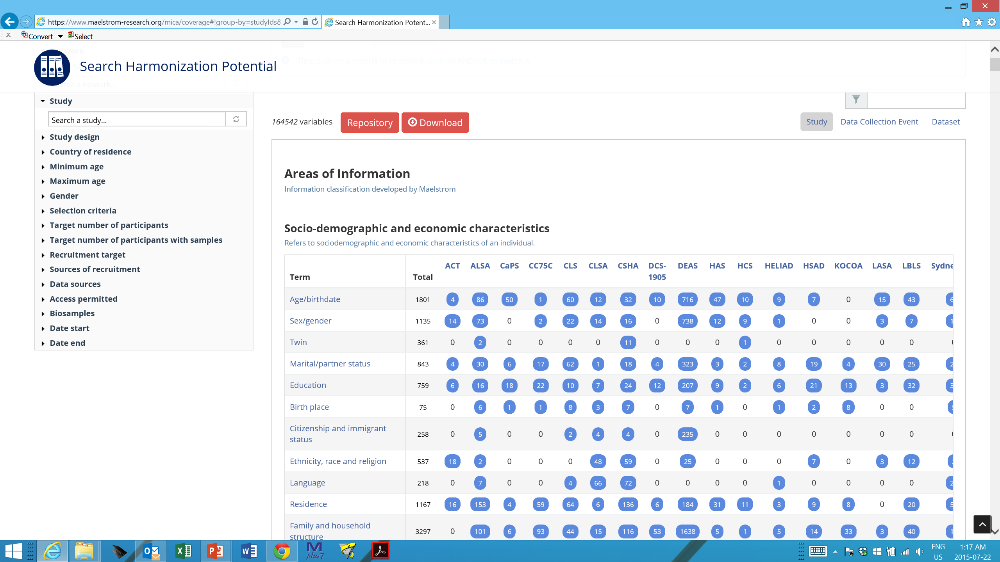 https://www.maelstrom-research.org/mica/coverage#!group-by=studyIds8
Search Harmonization Potent...
Convert Select
Network
Tips: click on a criteria to remove it, click on AND/OR to switch it.
Search Harmonization Potential
Study
Search a study...
164542 variables Repository Download Study Data Collection Event Dataset
Study design
Country of residence
Minimum age
Maximum age
Gender
Selection criteria
Target number of participants
Target number of participants with samples
Recruitment target
Sources of recruitment
Data sources
Access permitted
Biosamples
Date start
Date end
Areas of Information
Information classification developed by Maelstrom
Socio-demographic and economic characteristics
Refers to sociodemographic and economic characteristics of an individual.
Term Total ACT ALSA CaPS CC75C CLS CLSA CSHA DCS-1905 DEAS HAS HCS HELIAD HSAD KOCOA LASA LBLS Sydne
Age/birthdate 1801 4 86 50 1 60 12 32 10 716 47 10 9 7 0 15 43
Sex/gender 1135 14 73 0 2 22 14 16 0 738 12 9 1 0 0 3 7
Twin 361 0 2 0 0 0 0 11 0 0 0 1 0 0 0 0 0
Marital/partner status 843 4 30 6 17 62 1 18 4 323 3 2 8 19 4 30 25
Education 759 6 16 18 22 10 7 24 12 207 9 2 6 21 13 3 32
Birth place 75 0 6 1 1 8 3 7 0 7 1 0 1 2 8 0 0
Citizenship and immigrant status 258 0 5 0 0 2 4 4 0 235 0 0 0 0 0 0 0
Ethnicity, race and religion 537 18 2 0 0 0 48 59 0 25 0 0 0 7 0 3 12
Language 218 0 7 0 0 4 66 72 0 0 0 0 1 0 0 0 0
Residence 1167 16 153 4 59 64 6 136 6 184 31 11 3 9 8 0 20
Family and household structure 3297 0 101 6 93 44 15 116 53 1638 5 1 5 14 33 3 40
M
plus7
ENG
US
1:17 AM
2015-07-22